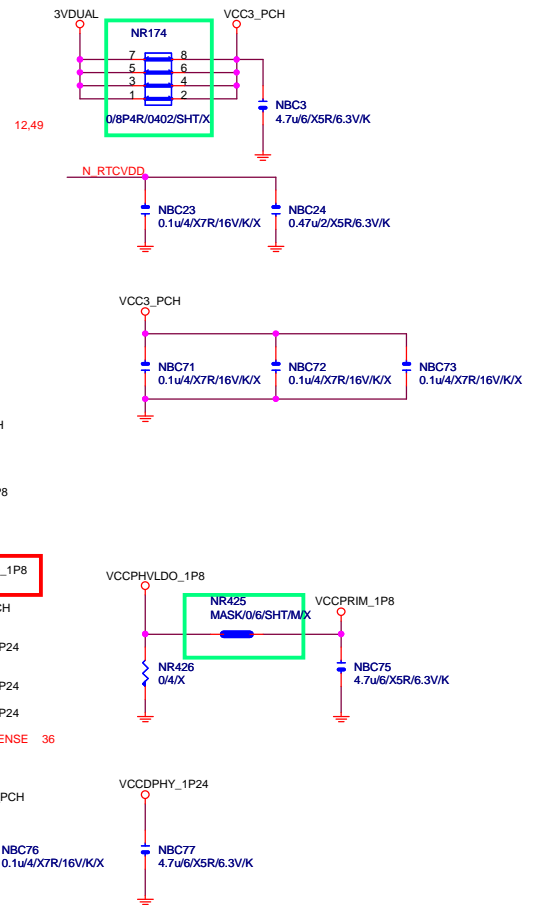 3VDUAL
VCC3_PCH
NR174
7 8
5 6
3 4
1 2
0/8P4R/0402/SHT/X
NBC3
4.7u/6/X5R/6.3V/K
12,49
N_RTCVDD
NBC23
0.1u/4/X7R/16V/K/X
NBC24
0.47u/2/X5R/6.3V/K
VCC3_PCH
NBC71
0.1u/4/X7R/16V/K/X
NBC72
0.1u/4/X7R/16V/K/X
NBC73
0.1u/4/X7R/16V/K/X
H
P8
_1P8
CH
P24
P24
P24
ENSE 36
PCH
VCCPHVLDO_1P8
NR425
MASK/0/6/SHT/M/X
VCCPRIM_1P8
NR426
0/4/X
NBC75
4.7u/6/X5R/6.3V/K
VCCDPHY_1P24
NBC76
0.1u/4/X7R/16V/K/X
NBC77
4.7u/6/X5R/6.3V/K